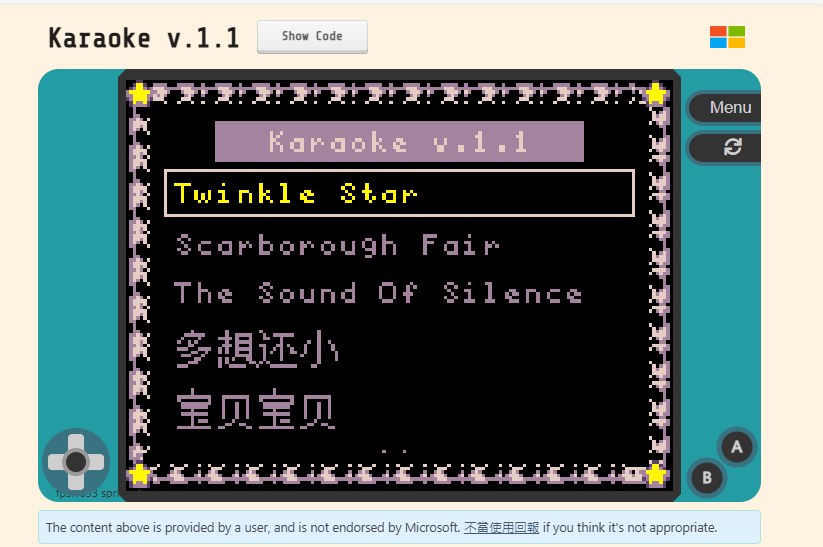 Karaoke v.1.1
Show Code
Menu
Karaoke v.1.1
Twinkle Star
Scarborough Fair
The Sound Of Silence
多想还小
宝贝宝贝
A
B
The content above is provided by a user, and is not endorsed by Microsoft. 不當使用回報 if you think it's not appropriate.